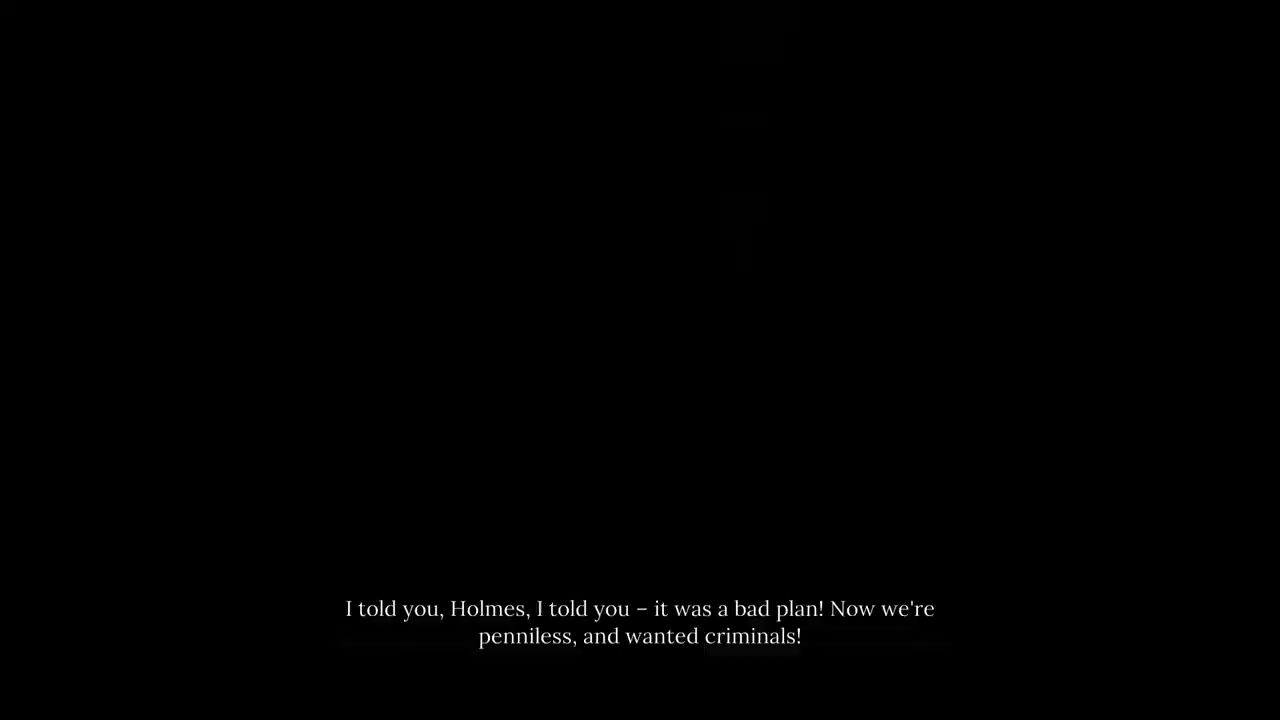 I told you, Holmes, I told you – it was a bad plan! Now we're
penniless, and wanted criminals!